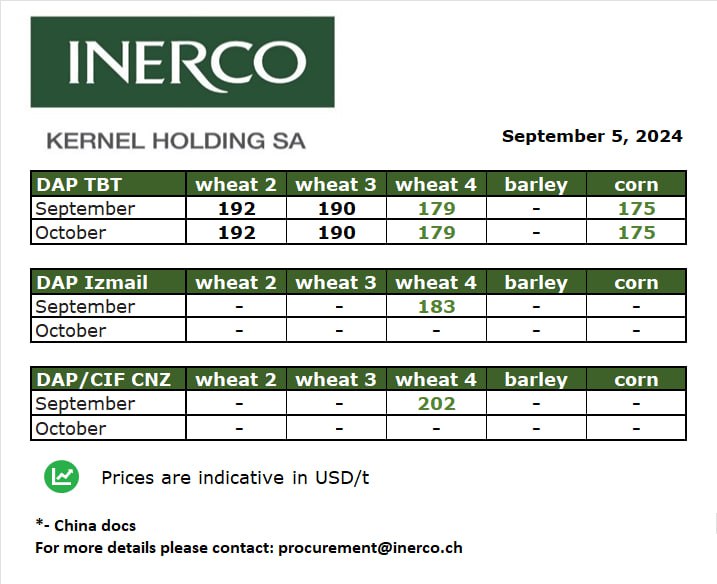 INERCO
KERNEL HOLDING SA
September 5, 2024
DAP TBT wheat 2 wheat 3 wheat 4 barley corn
September 192 190 179 - 175
October 192 190 179 - 175
DAP Izmail wheat 2 wheat 3 wheat 4 barley corn
September - - 183 - -
October - - - - -
DAP/CIF CNZ wheat 2 wheat 3 wheat 4 barley corn
September - - 202 - -
October - - - - -
Prices are indicative in USD/t
*- China docs
For more details please contact: procurement@inerco.ch